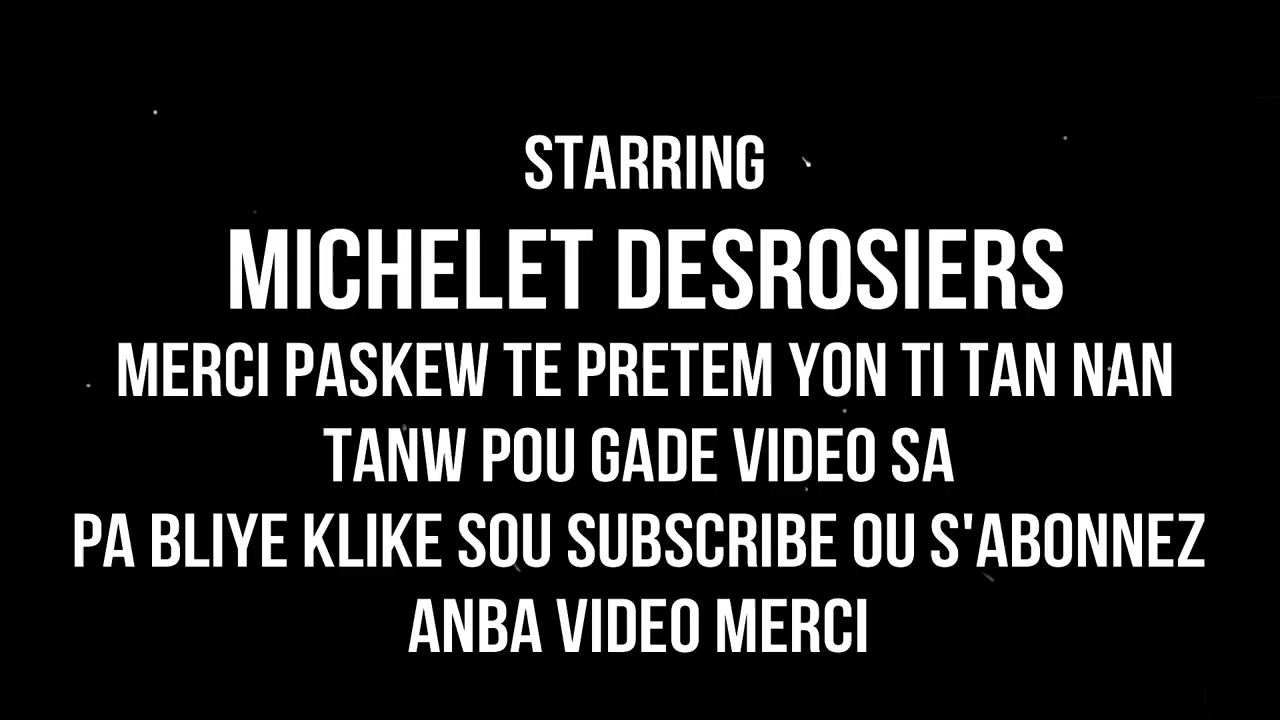 STARRING
MICHELET DESROSIERS
MERCI PASKEW TE PRETEM YON TI TAN NAN
TANW POU GADE VIDEO SA
PA BLIYE KLIKE SOU SUBSCRIBE OU S'ABONNEZ
ANBA VIDEO MERCI